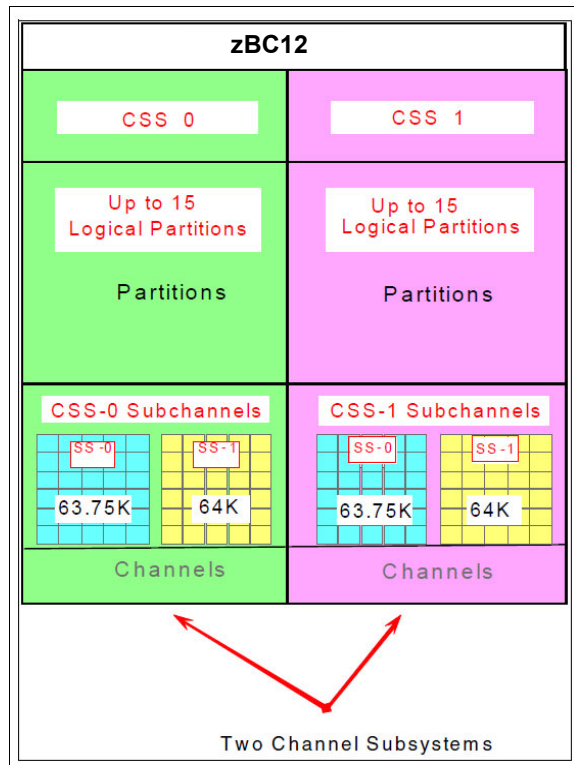 zBC12
CSS 0
CSS 1
Up to 15
Logical Partitions
Up to 15
Logical Partitions
Partitions
Partitions
CSS-0 Subchannels
CSS-1 Subchannels
SS-0
SS-1
SS-0
SS-1
63.75K
64K
63.75K
64K
Channels
Channels
Two Channel Subsystems